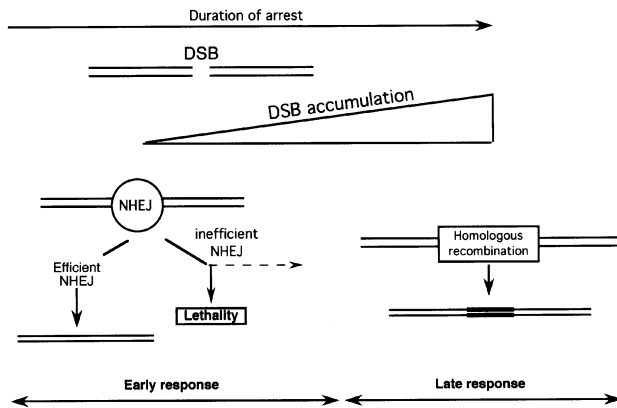 Duration of arrest
DSB
DSB accumulation
NHEJ
inefficient
NHEJ
Efficient
NHEJ
Lethality
Homologous
recombination
Early response
Late response